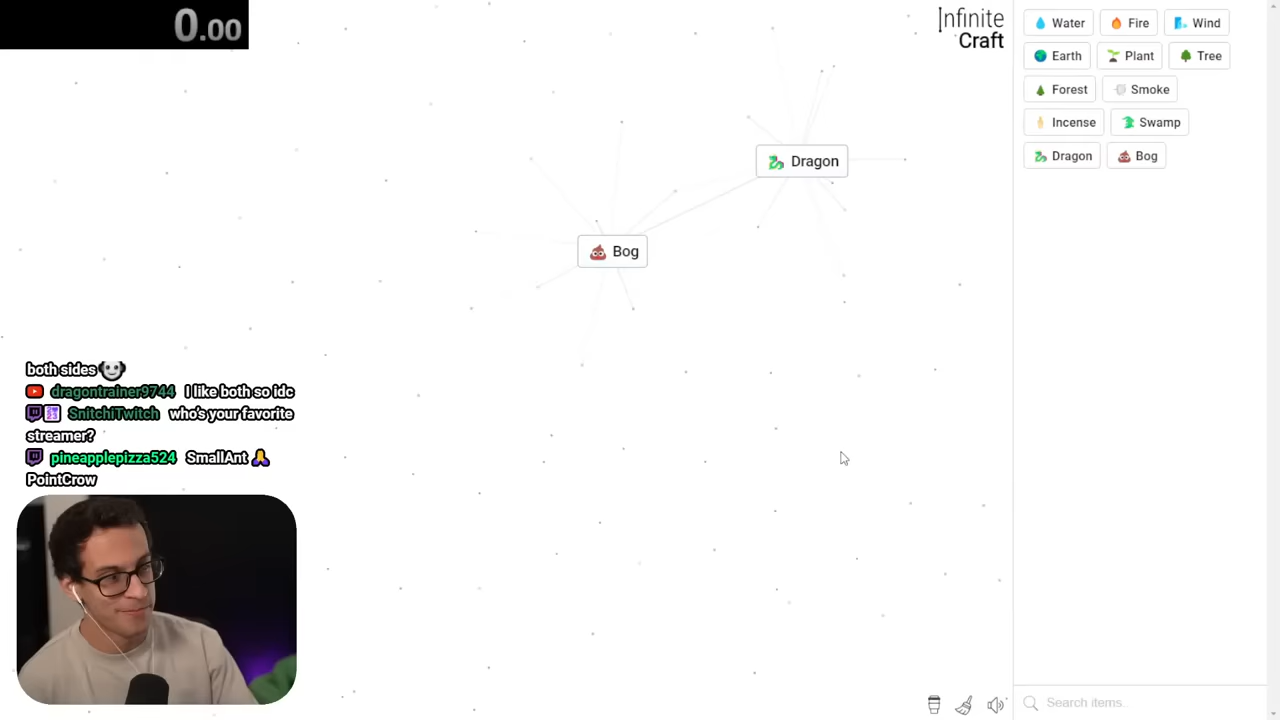 0.00
Infinite
Craft
Water
Fire
Wind
Earth
Plant
Tree
Forest
Smoke
Incense
Swamp
Dragon
Bog
Dragon
Bog
both sides
dragontrainer9744 I like both so idc
SnitchiTwitch who's your favorite
streamer?
pineapplepizza524 SmallAnt
PointCrow
Search items..